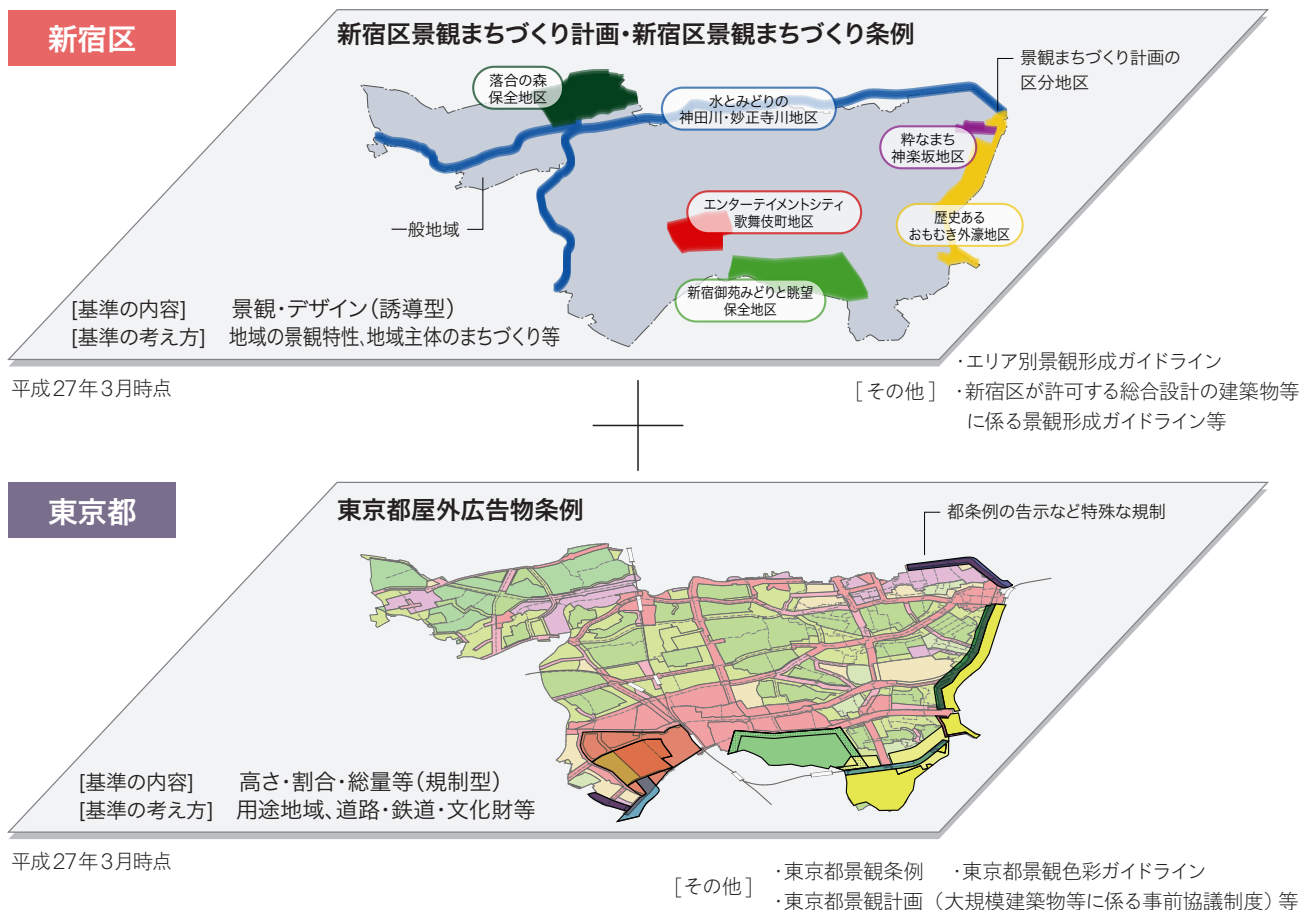 新宿区
新宿区景観まちづくり計画・新宿区景観まちづくり条例
景観まちづくり計画の
区分地区
落合の森
保全地区
水とみどりの
神田川・妙正寺川地区
粋なまち
神楽坂地区
エンターテイメントシティ
歌舞伎町地区
歴史ある
おもむき外濠地区
一般地域
新宿御苑みどりと眺望
保全地区
[基準の内容] 景観・デザイン（誘導型）
[基準の考え方] 地域の景観特性、地域主体のまちづくり等
平成27年3月時点
・エリア別景観形成ガイドライン
[その他] ・新宿区が許可する総合設計の建築物等
に係る景観形成ガイドライン等
東京都
東京都屋外広告物条例
都条例の告示など特殊な規制
[基準の内容] 高さ・割合・総量等（規制型）
[基準の考え方] 用途地域、道路・鉄道・文化財等
平成27年3月時点
[その他] ・東京都景観条例 ・東京都景観色彩ガイドライン
・東京都景観計画（大規模建築物等に係る事前協議制度）等